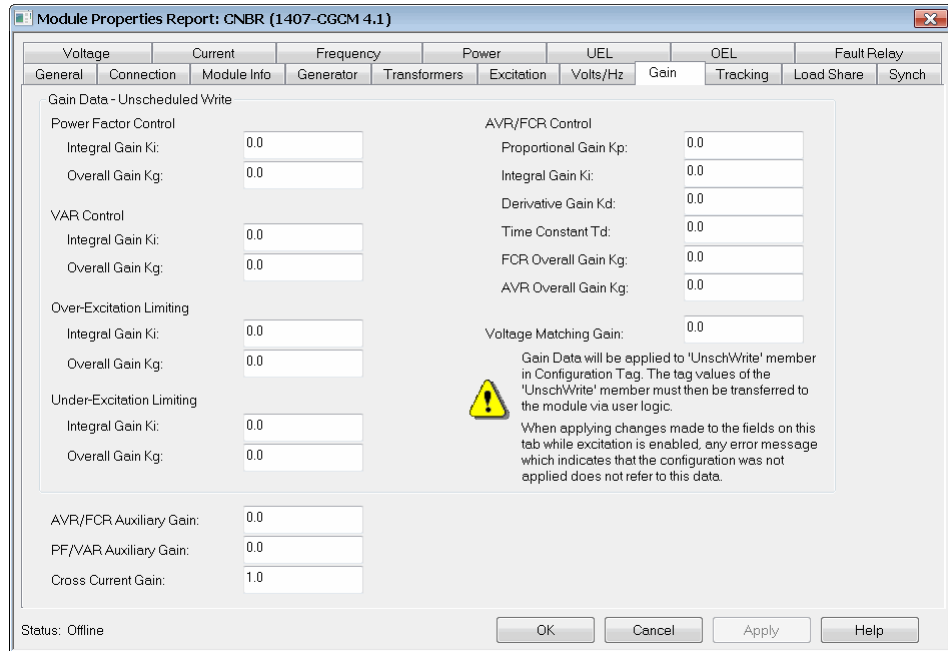 Module Properties Report: CNBR (1407-CGCM 4.1)
Voltage Current Frequency Power UEL OEL Fault Relay
General Connection Module Info Generator Transformers Excitation Volts/Hz Gain Tracking Load Share Synch
Gain Data - Unscheduled Write
Power Factor Control
Integral Gain Ki: 0.0
Overall Gain Kg: 0.0
VAR Control
Integral Gain Ki: 0.0
Overall Gain Kg: 0.0
Over-Excitation Limiting
Integral Gain Ki: 0.0
Overall Gain Kg: 0.0
Under-Excitation Limiting
Integral Gain Ki: 0.0
Overall Gain Kg: 0.0
AVR/FCR Control
Proportional Gain Kp: 0.0
Integral Gain Ki: 0.0
Derivative Gain Kd: 0.0
Time Constant Td: 0.0
FCR Overall Gain Kg: 0.0
AVR Overall Gain Kg: 0.0
Voltage Matching Gain: 0.0
Gain Data will be applied to 'UnschWrite' member
in Configuration Tag. The tag values of the
'UnschWrite' member must then be transferred to
the module via user logic.
When applying changes made to the fields on this
tab while excitation is enabled, any error message
which indicates that the configuration was not
applied does not refer to this data.
AVR/FCR Auxiliary Gain: 0.0
PF/VAR Auxiliary Gain: 0.0
Cross Current Gain: 1.0
Status: Offline
OK Cancel Apply Help